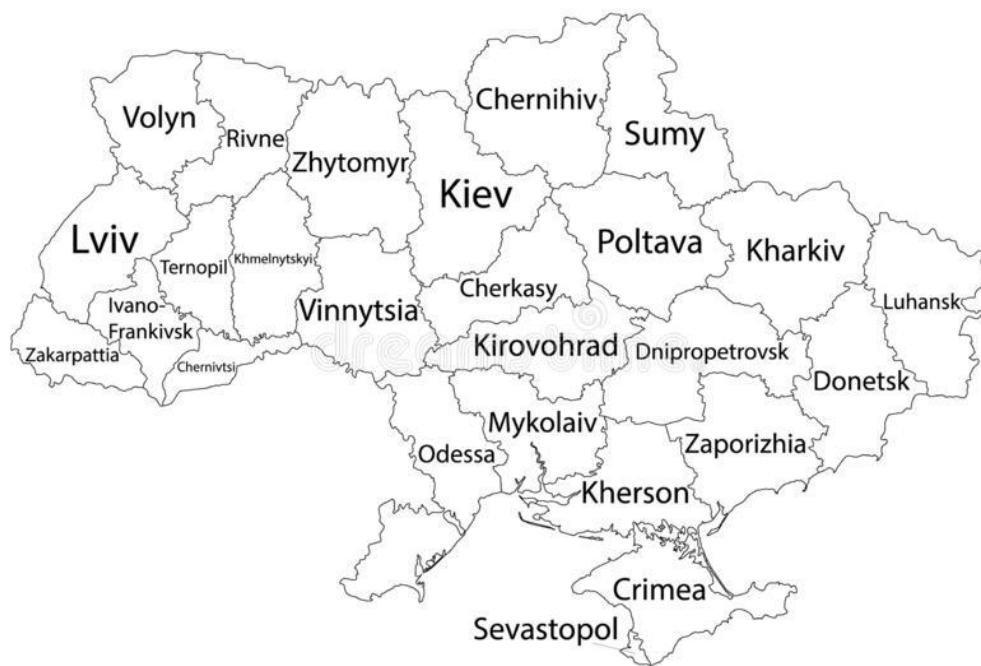 Chernihiv
Volyn
Sumy
Rivne
Zhytomyr
Kiev
Lviv
Poltava
Kharkiv
Ternopil
Khmelnytskyi
Cherkasy
Ivano-
Frankivsk
Vinnytsia
Luhansk
Zakarpattia
Kirovohrad
Dnipropetrovsk
Chernivtsi
Donetsk
Mykolaiv
Odessa
Zaporizhia
Kherson
Crimea
Sevastopol